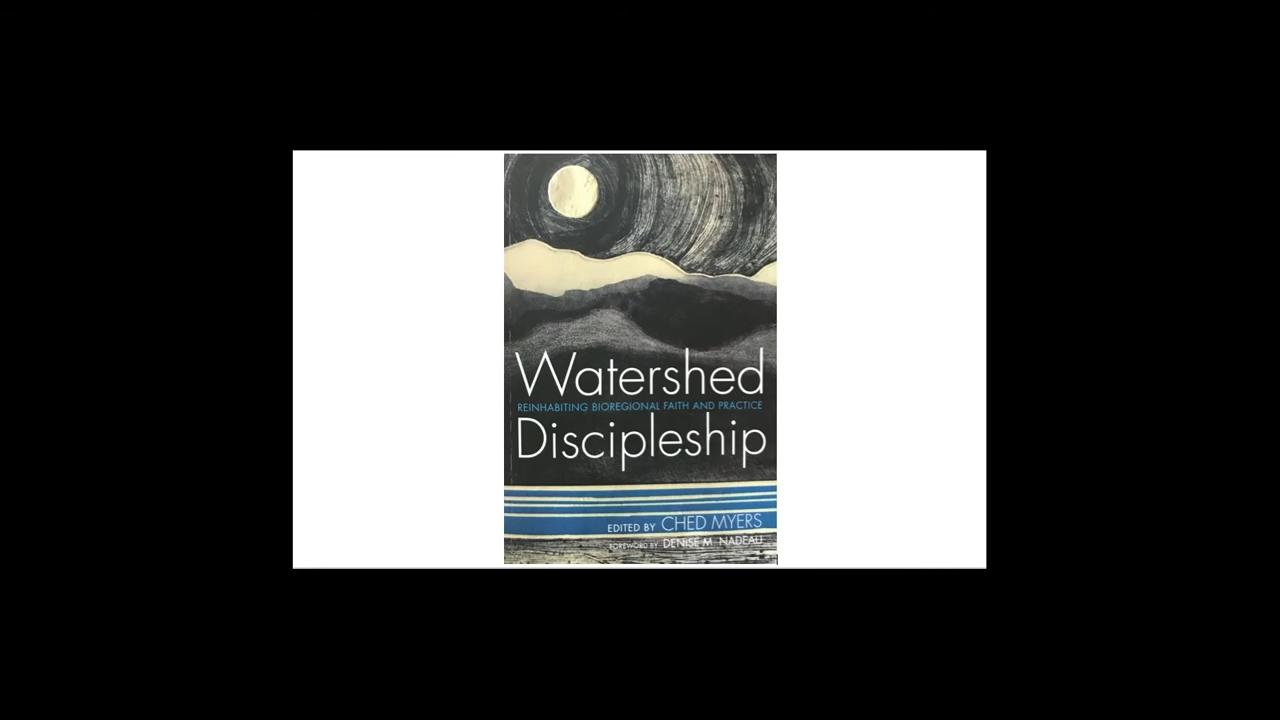 Watershed
REINHABITING BIOREGIONAL FAITH AND PRACTICE
Discipleship
EDITED BY CHED MYERS
FOREWORD BY DENISE M. NADEAU